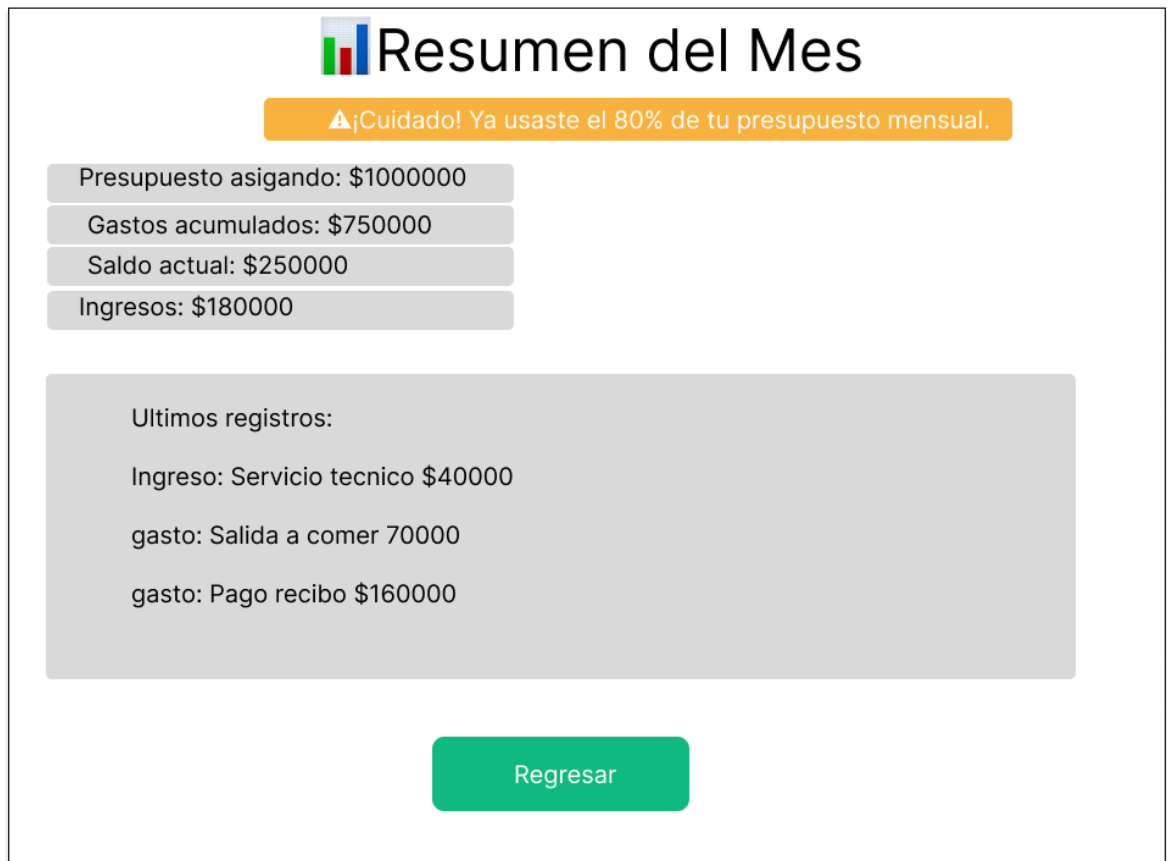 Resumen del Mes
⚠¡Cuidado! Ya usaste el 80% de tu presupuesto mensual.
Presupuesto asigando: $1000000
Gastos acumulados: $750000
Saldo actual: $250000
Ingresos: $180000
Ultimos registros:
Ingreso: Servicio tecnico $40000
gasto: Salida a comer 70000
gasto: Pago recibo $160000
Regresar